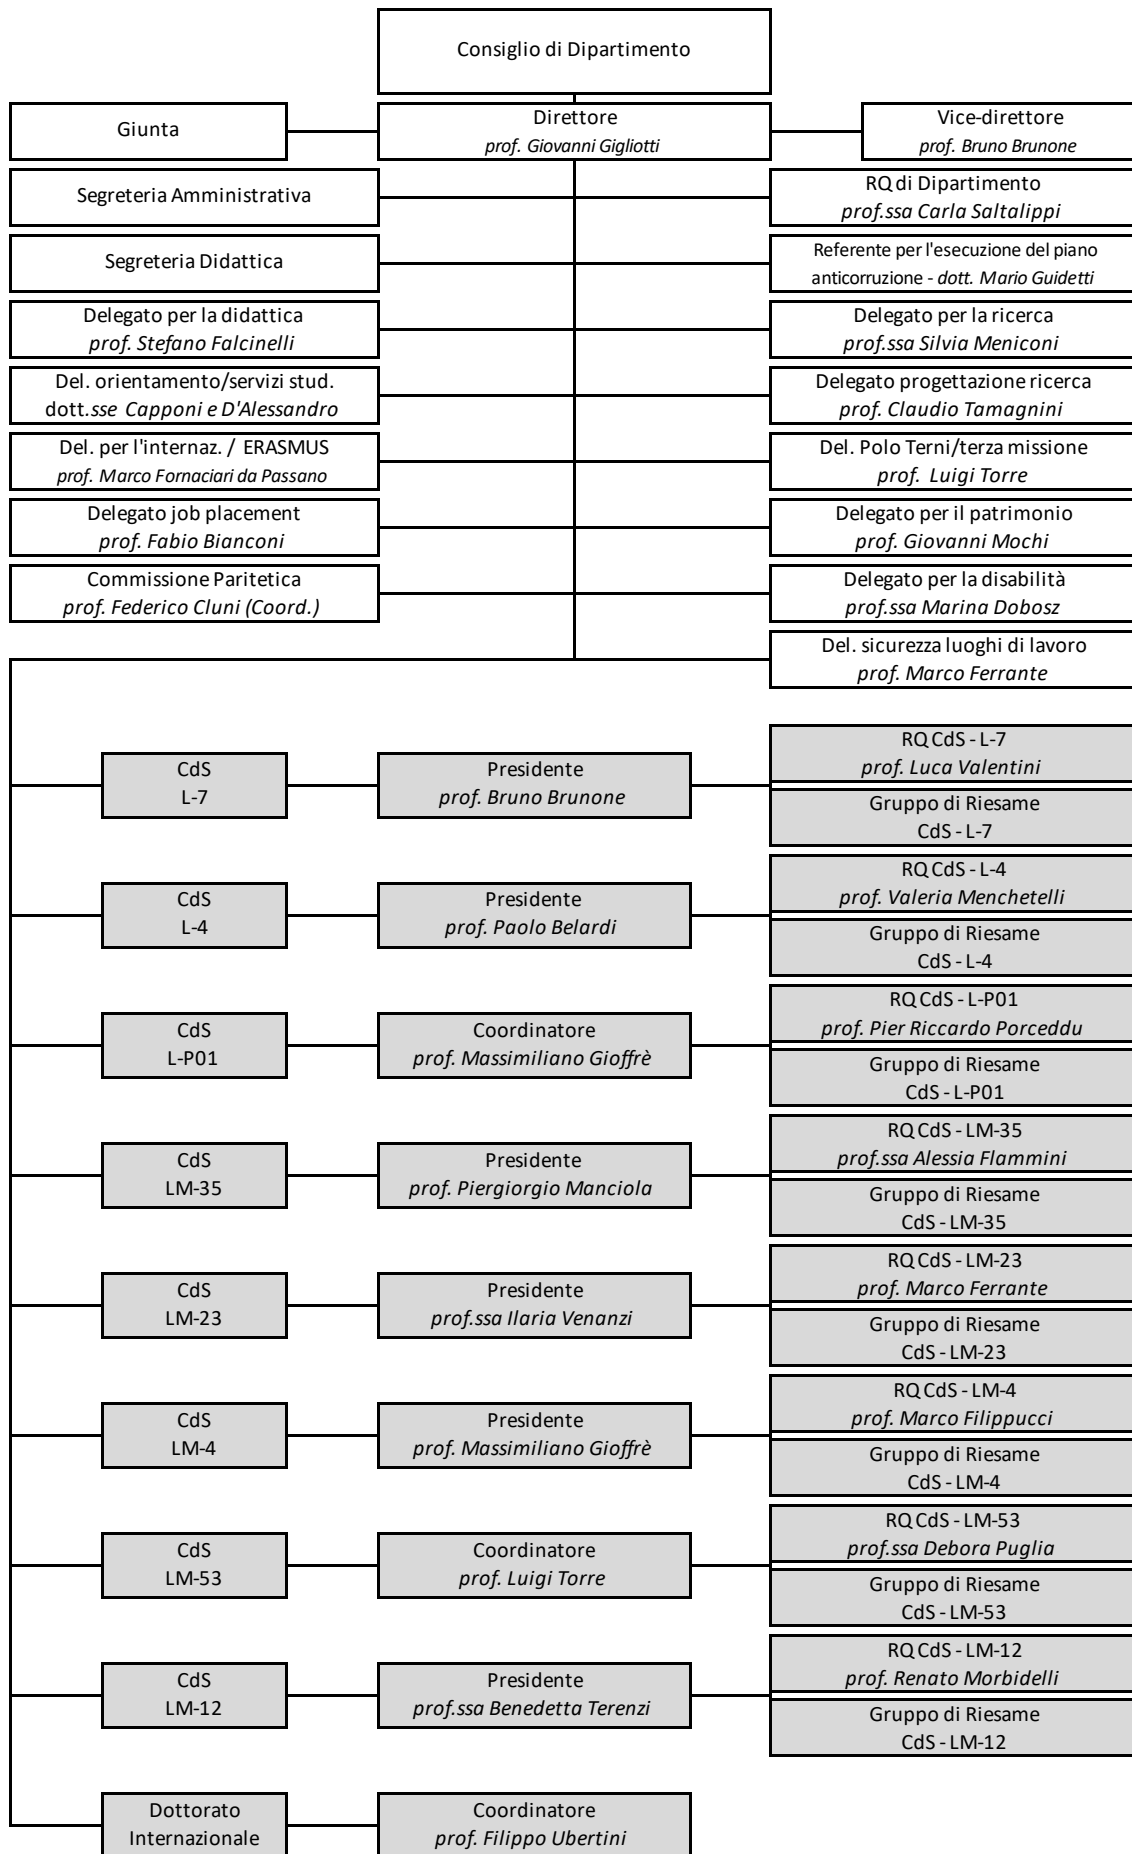 Consiglio di Dipartimento
Giunta
Direttore
prof. Giovanni Gigliotti
Vice-direttore
prof. Bruno Brunone
Segreteria Amministrativa
RQ di Dipartimento
prof.ssa Carla Saltalippi
Segreteria Didattica
Referente per l'esecuzione del piano
anticorruzione - dott. Mario Guidetti
Delegato per la didattica
prof. Stefano Falcinelli
Delegato per la ricerca
prof.ssa Silvia Meniconi
Del. orientamento/servizi stud.
dott.sse Capponi e D'Alessandro
Delegato progettazione ricerca
prof. Claudio Tamagnini
Del. per l'internaz. / ERASMUS
prof. Marco Fornaciari da Passano
Del. Polo Terni/terza missione
prof. Luigi Torre
Delegato job placement
prof. Fabio Bianconi
Delegato per il patrimonio
prof. Giovanni Mochi
Commissione Paritetica
prof. Federico Cluni (Coord.)
Delegato per la disabilità
prof.ssa Marina Dobosz
Del. sicurezza luoghi di lavoro
prof. Marco Ferrante
CdS
L-7
Presidente
prof. Bruno Brunone
RQ CdS - L-7
prof. Luca Valentini
Gruppo di Riesame
CdS - L-7
CdS
L-4
Presidente
prof. Paolo Belardi
RQ CdS - L-4
prof. Valeria Menchetelli
Gruppo di Riesame
CdS - L-4
CdS
L-P01
Coordinatore
prof. Massimiliano Gioffrè
RQ CdS - L-P01
prof. Pier Riccardo Porceddu
Gruppo di Riesame
CdS - L-P01
CdS
LM-35
Presidente
prof. Piergiorgio Manciola
RQ CdS - LM-35
prof.ssa Alessia Flammini
Gruppo di Riesame
CdS - LM-35
CdS
LM-23
Presidente
prof.ssa Ilaria Venanzi
RQ CdS - LM-23
prof. Marco Ferrante
Gruppo di Riesame
CdS - LM-23
CdS
LM-4
Presidente
prof. Massimiliano Gioffrè
RQ CdS - LM-4
prof. Marco Filippucci
Gruppo di Riesame
CdS - LM-4
CdS
LM-53
Coordinatore
prof. Luigi Torre
RQ CdS - LM-53
prof.ssa Debora Puglia
Gruppo di Riesame
CdS - LM-53
CdS
LM-12
Presidente
prof.ssa Benedetta Terenzi
RQ CdS - LM-12
prof. Renato Morbidelli
Gruppo di Riesame
CdS - LM-12
Dottorato
Internazionale
Coordinatore
prof. Filippo Ubertini